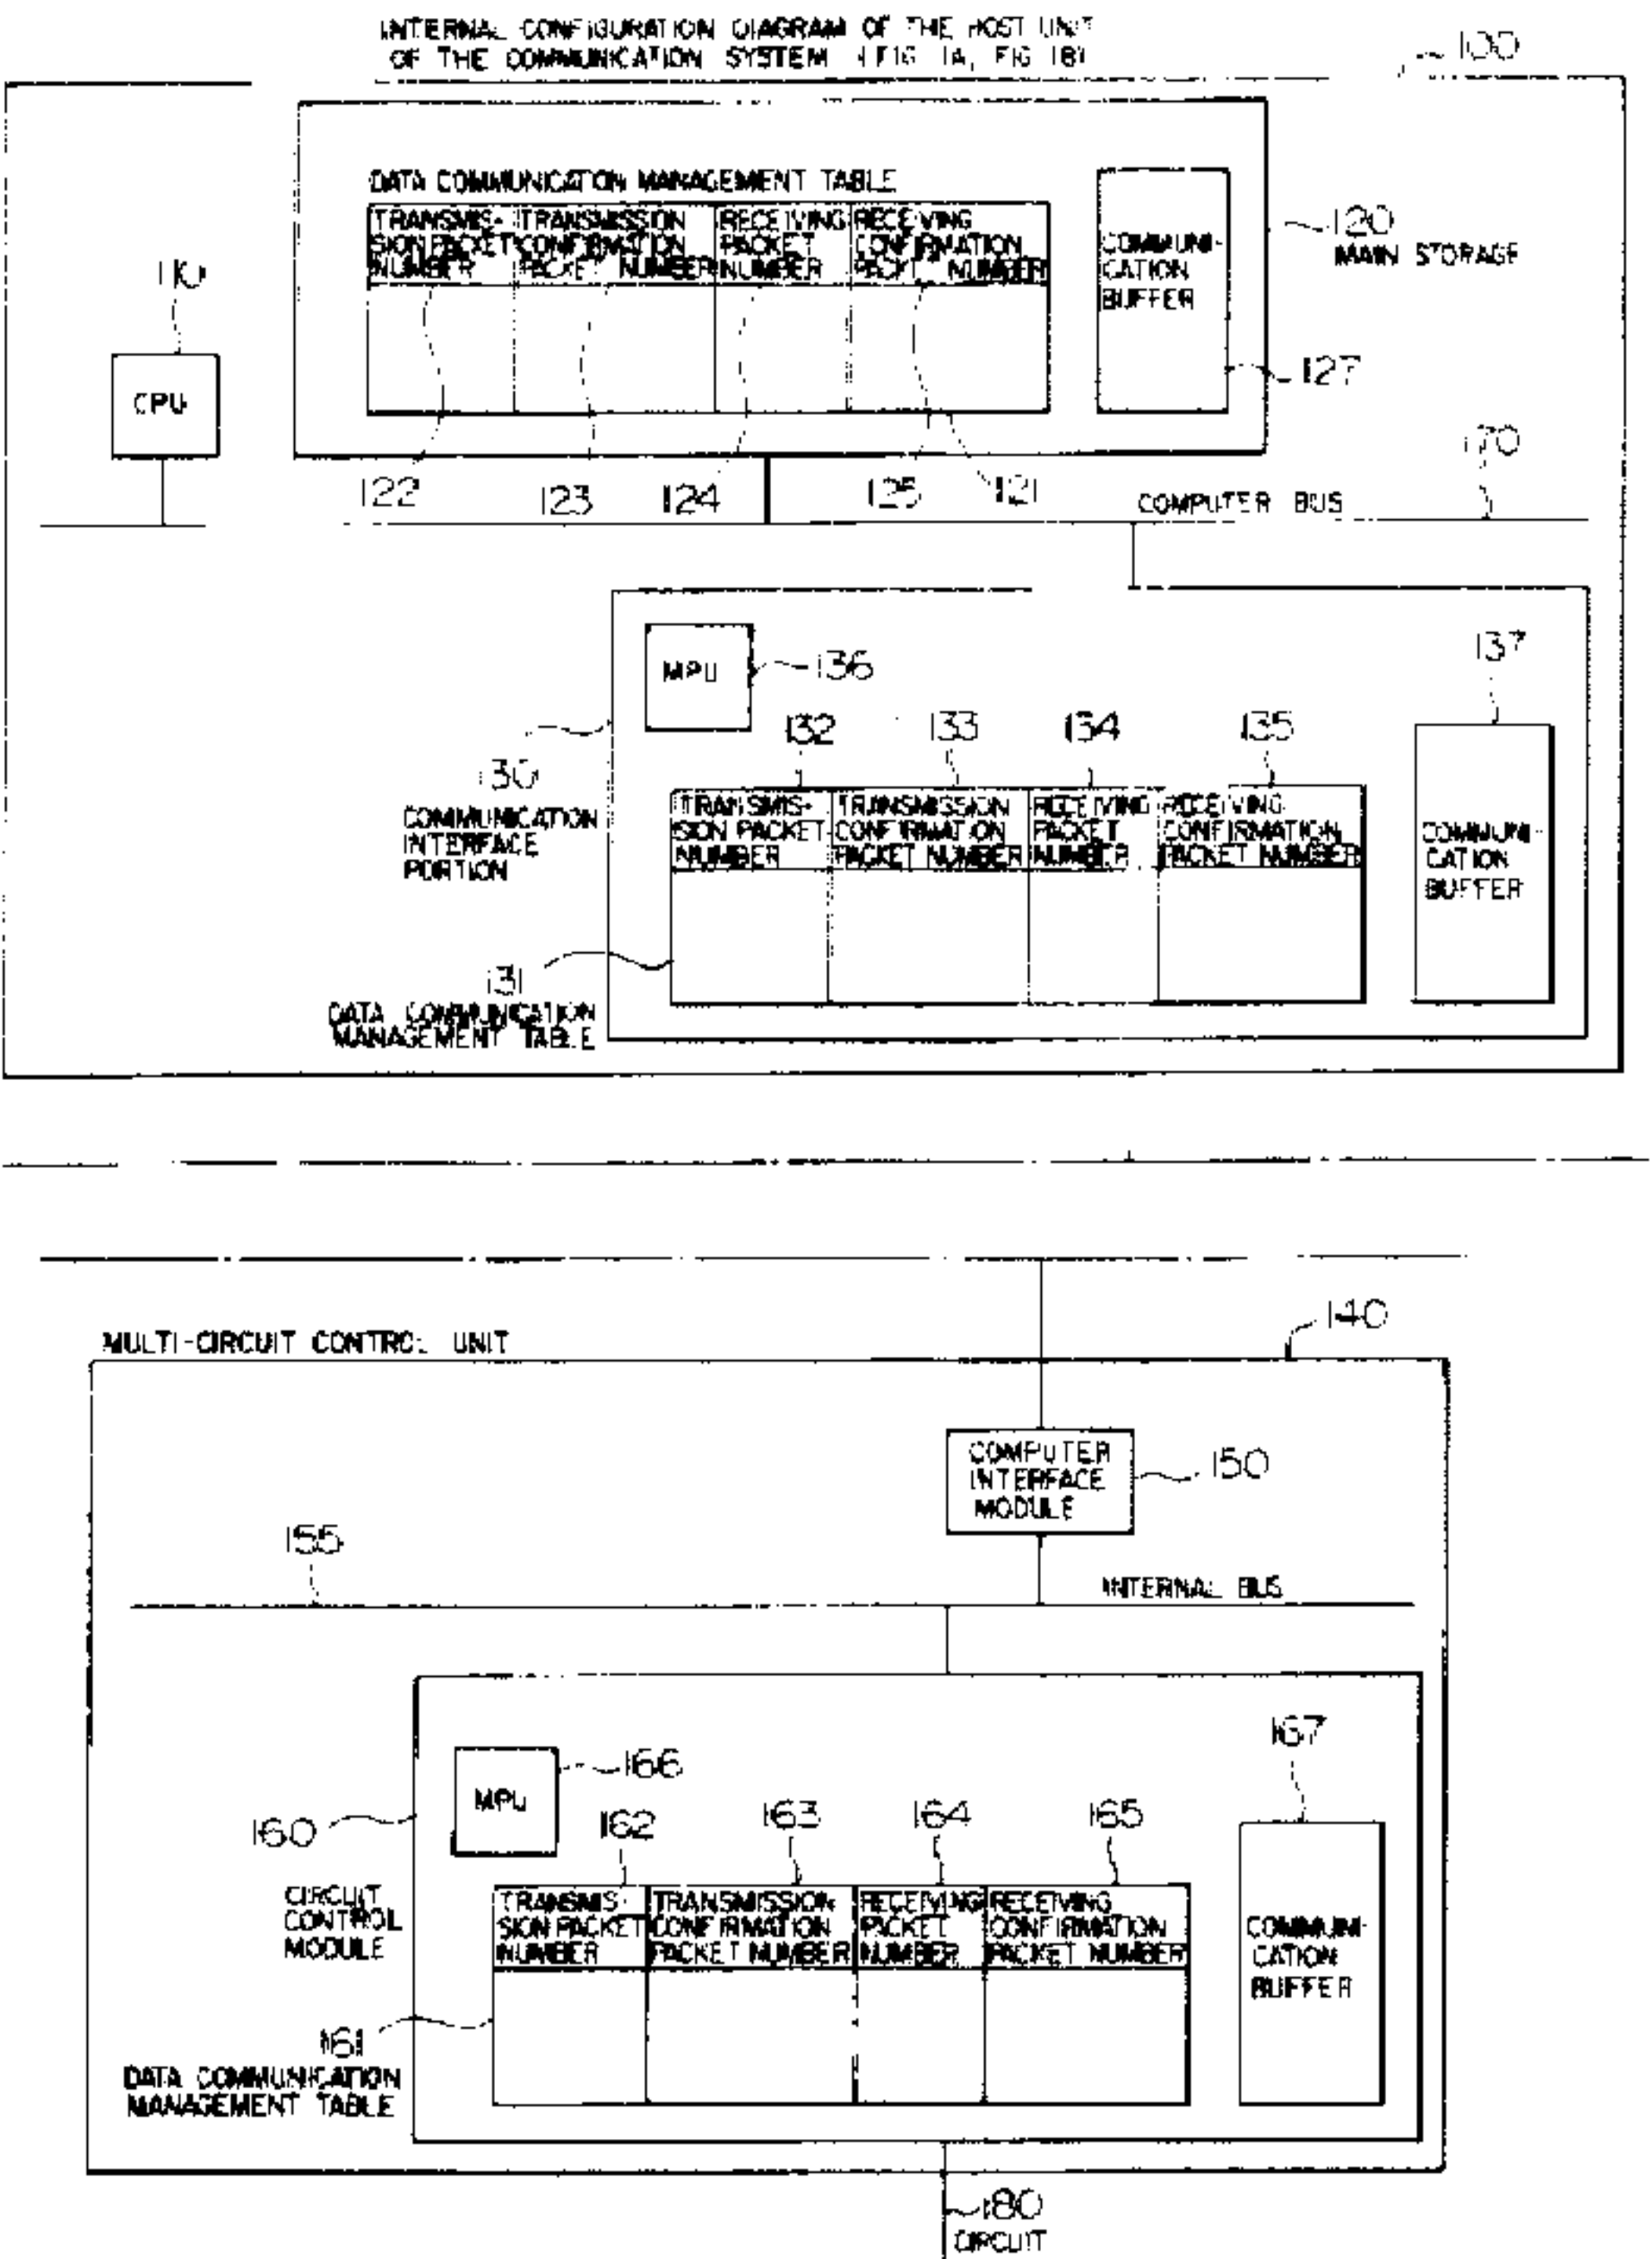 INTERNAL CONFIGURATION DIAGRAM OF THE HOST UNIT
OF THE COMMUNICATION SYSTEM (FIG 1A, FIG 1B)
100
DATA COMMUNICATION MANAGEMENT TABLE
TRANSMIS-
SION PACKET
NUMBER
TRANSMISSION
CONFIRMATION
PACKET NUMBER
RECEIVING
PACKET
NUMBER
RECEIVING
CONFIRMATION
PACKET NUMBER
COMMUNI-
CATION
BUFFER
120
MAIN STORAGE
110
CPU
127
122
123
124
125
121
170
COMPUTER BUS
MPU
136
137
132
133
134
135
130
COMMUNICATION
INTERFACE
PORTION
TRANSMIS-
SION PACKET
NUMBER
TRANSMISSION
CONFIRMATION
PACKET NUMBER
RECEIVING
PACKET
NUMBER
RECEIVING
CONFIRMATION
PACKET NUMBER
COMMUNI-
CATION
BUFFER
131
DATA COMMUNICATION
MANAGEMENT TABLE
140
MULTI-CIRCUIT CONTROL UNIT
COMPUTER
INTERFACE
MODULE
150
155
INTERNAL BUS
MPU
166
167
160
162
163
164
165
CIRCUIT
CONTROL
MODULE
TRANSMIS-
SION PACKET
NUMBER
TRANSMISSION
CONFIRMATION
PACKET NUMBER
RECEIVING
PACKET
NUMBER
RECEIVING
CONFIRMATION
PACKET NUMBER
COMMUNI-
CATION
BUFFER
161
DATA COMMUNICATION
MANAGEMENT TABLE
180
CIRCUIT